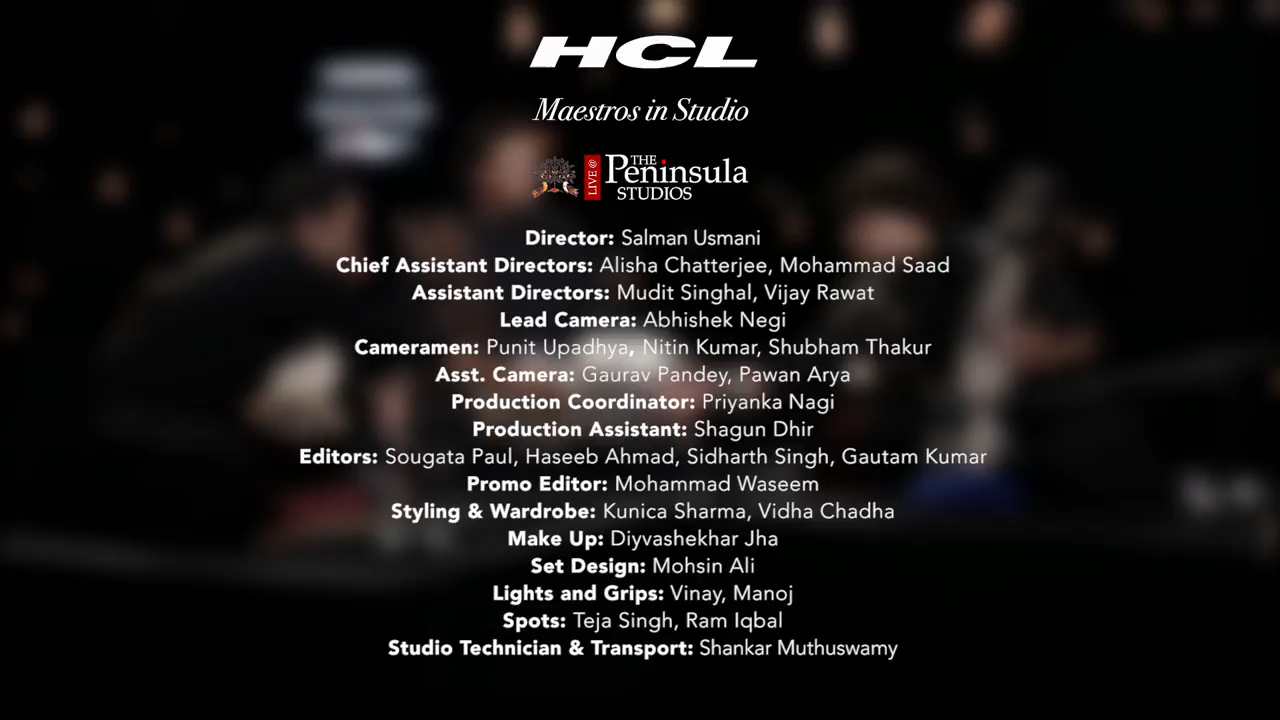 HCL
Maestros in Studio
LIVE @
THE
Peninsula
STUDIOS
Director: Salman Usmani
Chief Assistant Directors: Alisha Chatterjee, Mohammad Saad
Assistant Directors: Mudit Singhal, Vijay Rawat
Lead Camera: Abhishek Negi
Cameramen: Punit Upadhya, Nitin Kumar, Shubham Thakur
Asst. Camera: Gaurav Pandey, Pawan Arya
Production Coordinator: Priyanka Nagi
Production Assistant: Shagun Dhir
Editors: Sougata Paul, Haseeb Ahmad, Sidharth Singh, Gautam Kumar
Promo Editor: Mohammad Waseem
Styling & Wardrobe: Kunica Sharma, Vidha Chadha
Make Up: Diyvashekhar Jha
Set Design: Mohsin Ali
Lights and Grips: Vinay, Manoj
Spots: Teja Singh, Ram Iqbal
Studio Technician & Transport: Shankar Muthuswamy